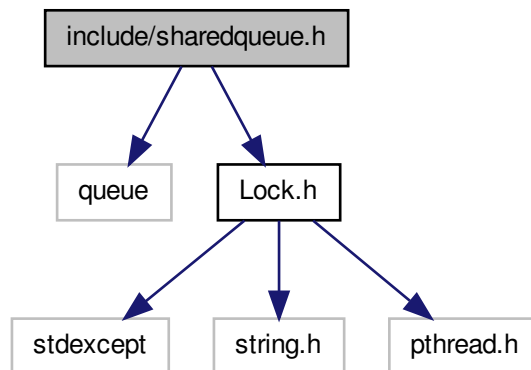 include/sharedqueue.h
queue
Lock.h
stdexcept
string.h
pthread.h